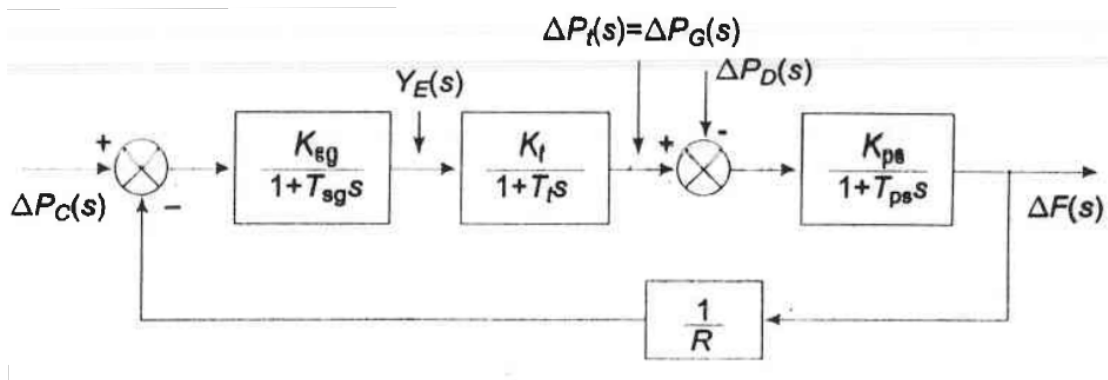 ΔP_t(s)=ΔP_G(s)
ΔP_D(s)
Y_E(s)
+
K_sg
1+T_sg s
K_t
1+T_t s
+
-
K_ps
1+T_ps s
ΔP_C(s)
−
ΔF(s)
1
R